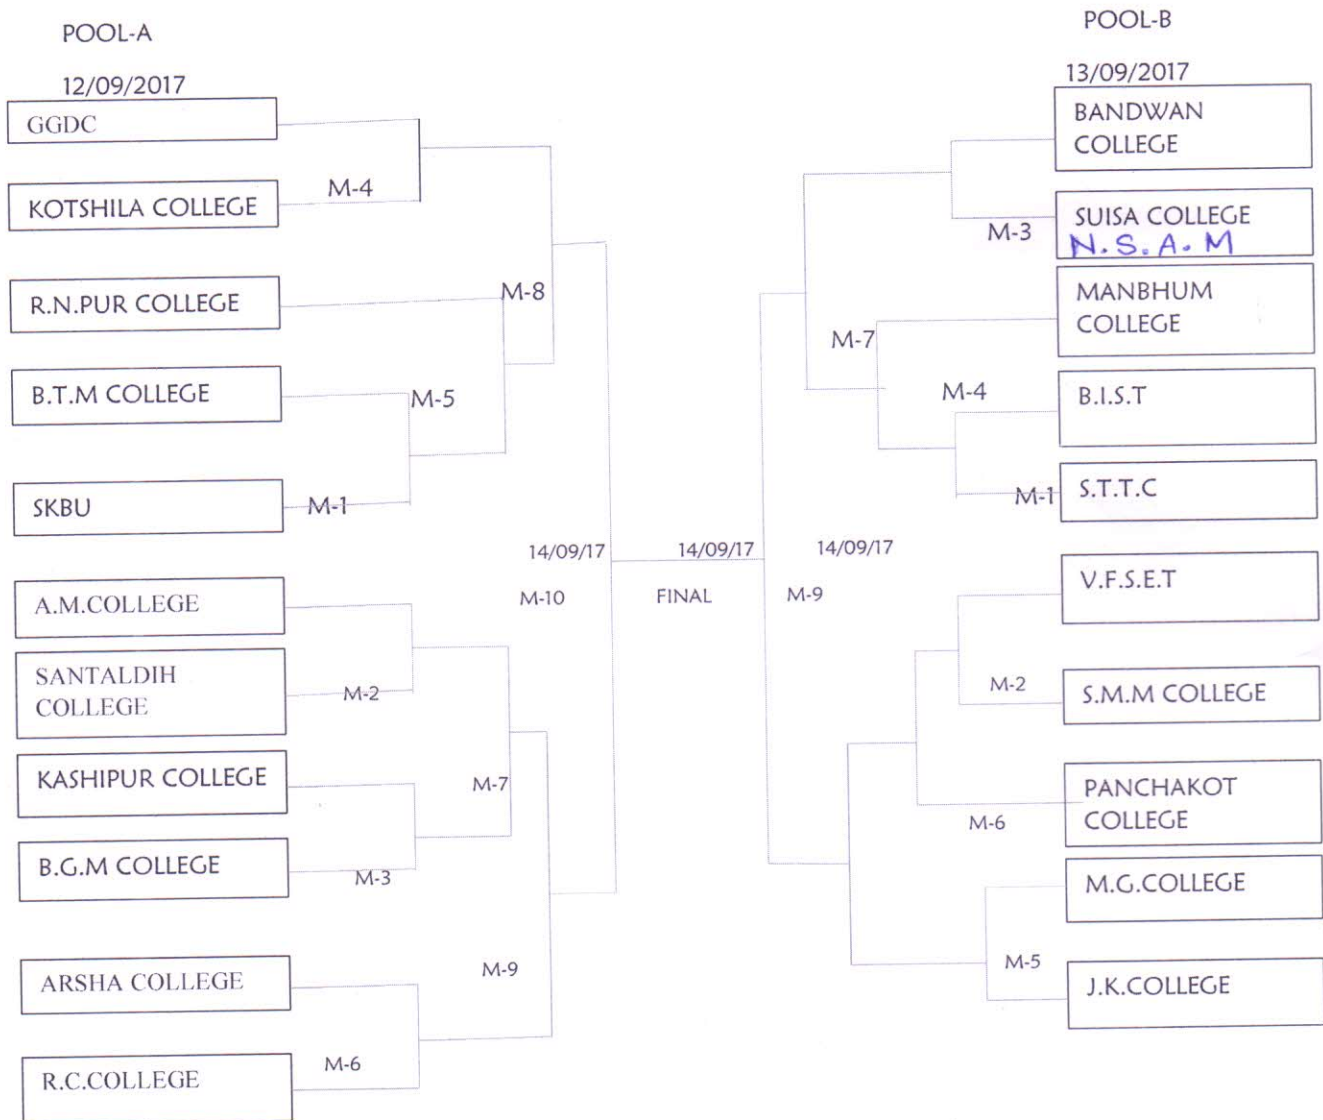 POOL-A
12/09/2017
GGDC
KOTSHILA COLLEGE
M-4
R.N.PUR COLLEGE
M-8
B.T.M COLLEGE
M-5
SKBU
M-1
A.M.COLLEGE
SANTALDIH
COLLEGE
M-2
KASHIPUR COLLEGE
M-7
B.G.M COLLEGE
M-3
ARSHA COLLEGE
M-9
R.C.COLLEGE
M-6
14/09/17
M-10
14/09/17
FINAL
14/09/17
M-9
POOL-B
13/09/2017
BANDWAN
COLLEGE
M-3
SUISA COLLEGE
N.S.A.M
MANBHUM
COLLEGE
M-7
M-4
B.I.S.T
M-1
S.T.T.C
V.F.S.E.T
M-2
S.M.M COLLEGE
PANCHAKOT
COLLEGE
M-6
M.G.COLLEGE
M-5
J.K.COLLEGE